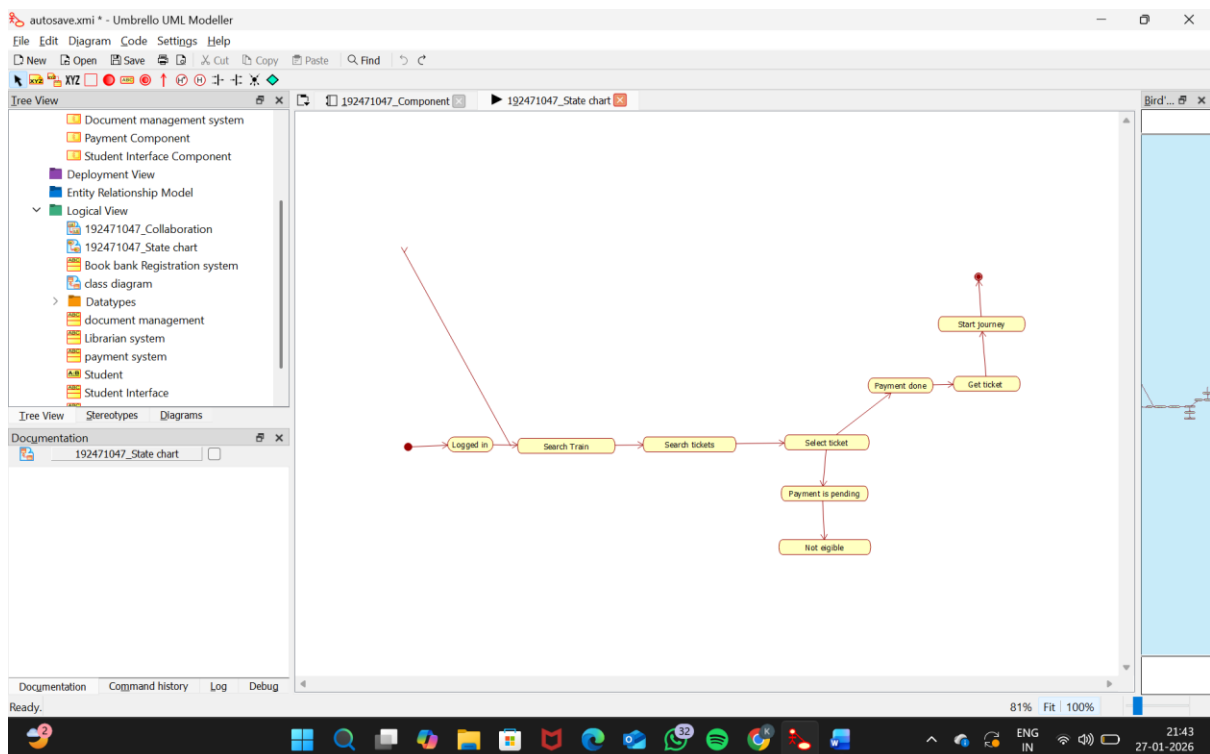 autosave.xmi * - Umbrello UML Modeller
File Edit Diagram Code Settings Help
New Open Save Cut Copy Paste Find
XYZ
Tree View
192471047_Component
192471047_State chart
Bird'...
Document management system
Payment Component
Student Interface Component
Deployment View
Entity Relationship Model
Logical View
192471047_Collaboration
192471047_State chart
Book bank Registration system
class diagram
Datatypes
document management
Librarian system
payment system
Student
Student Interface
Tree View Stereotypes Diagrams
Documentation
192471047_State chart
Start journey
Payment done
Get ticket
Logged in
Search Train
Search tickets
Select ticket
Payment is pending
Not eigible
Documentation Command history Log Debug
Ready.
81% Fit 100%
2
32
K
ENG
IN
21:43
27-01-2026